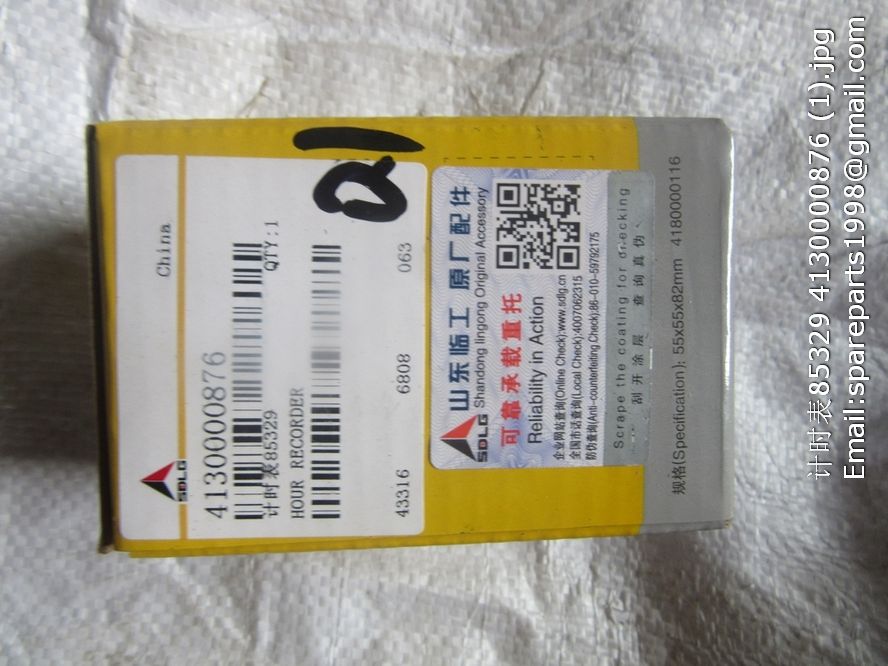 China
SDLG
4130000876
计时表85329
QTY:1
HOUR RECORDER
43316 6808 063
Q1
SDLG
山东临工 原厂配件
Shandong lingong Original Accessory
可靠承载重托
Reliability in Action
企业网站查询(Online Check):www.sdlg.cn
全国市话查询(Local Check):4007062315
防伪查询(Anti-counterfeiting Check):86-010-59792175
Scrape the coating for checking
刮开涂层 查询真伪
规格(Specification); 55x55x82mm 4180000116
计时表85329 4130000876 (1).jpg
Email:spareparts1998@gmail.com